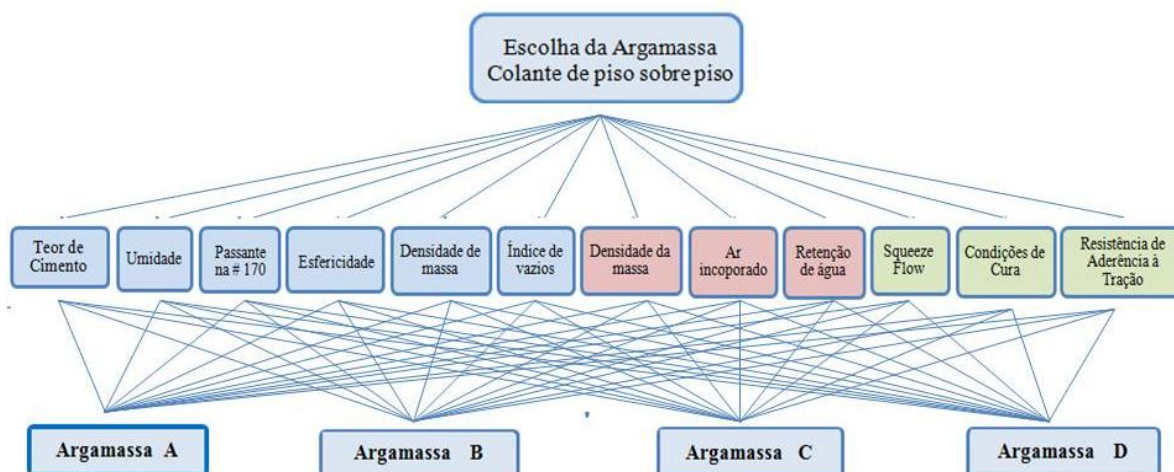 Escolha da Argamassa
Colante de piso sobre piso
Teor de
Cimento
Umidade
Passante
na # 170
Esfericidade
Densidade de
massa
Índice de
vazios
Densidade da
massa
Ar
incoporado
Retenção
de água
Squeeze
Flow
Condições de
Cura
Resistência de
Aderência à
Tração
Argamassa A
Argamassa B
Argamassa C
Argamassa D